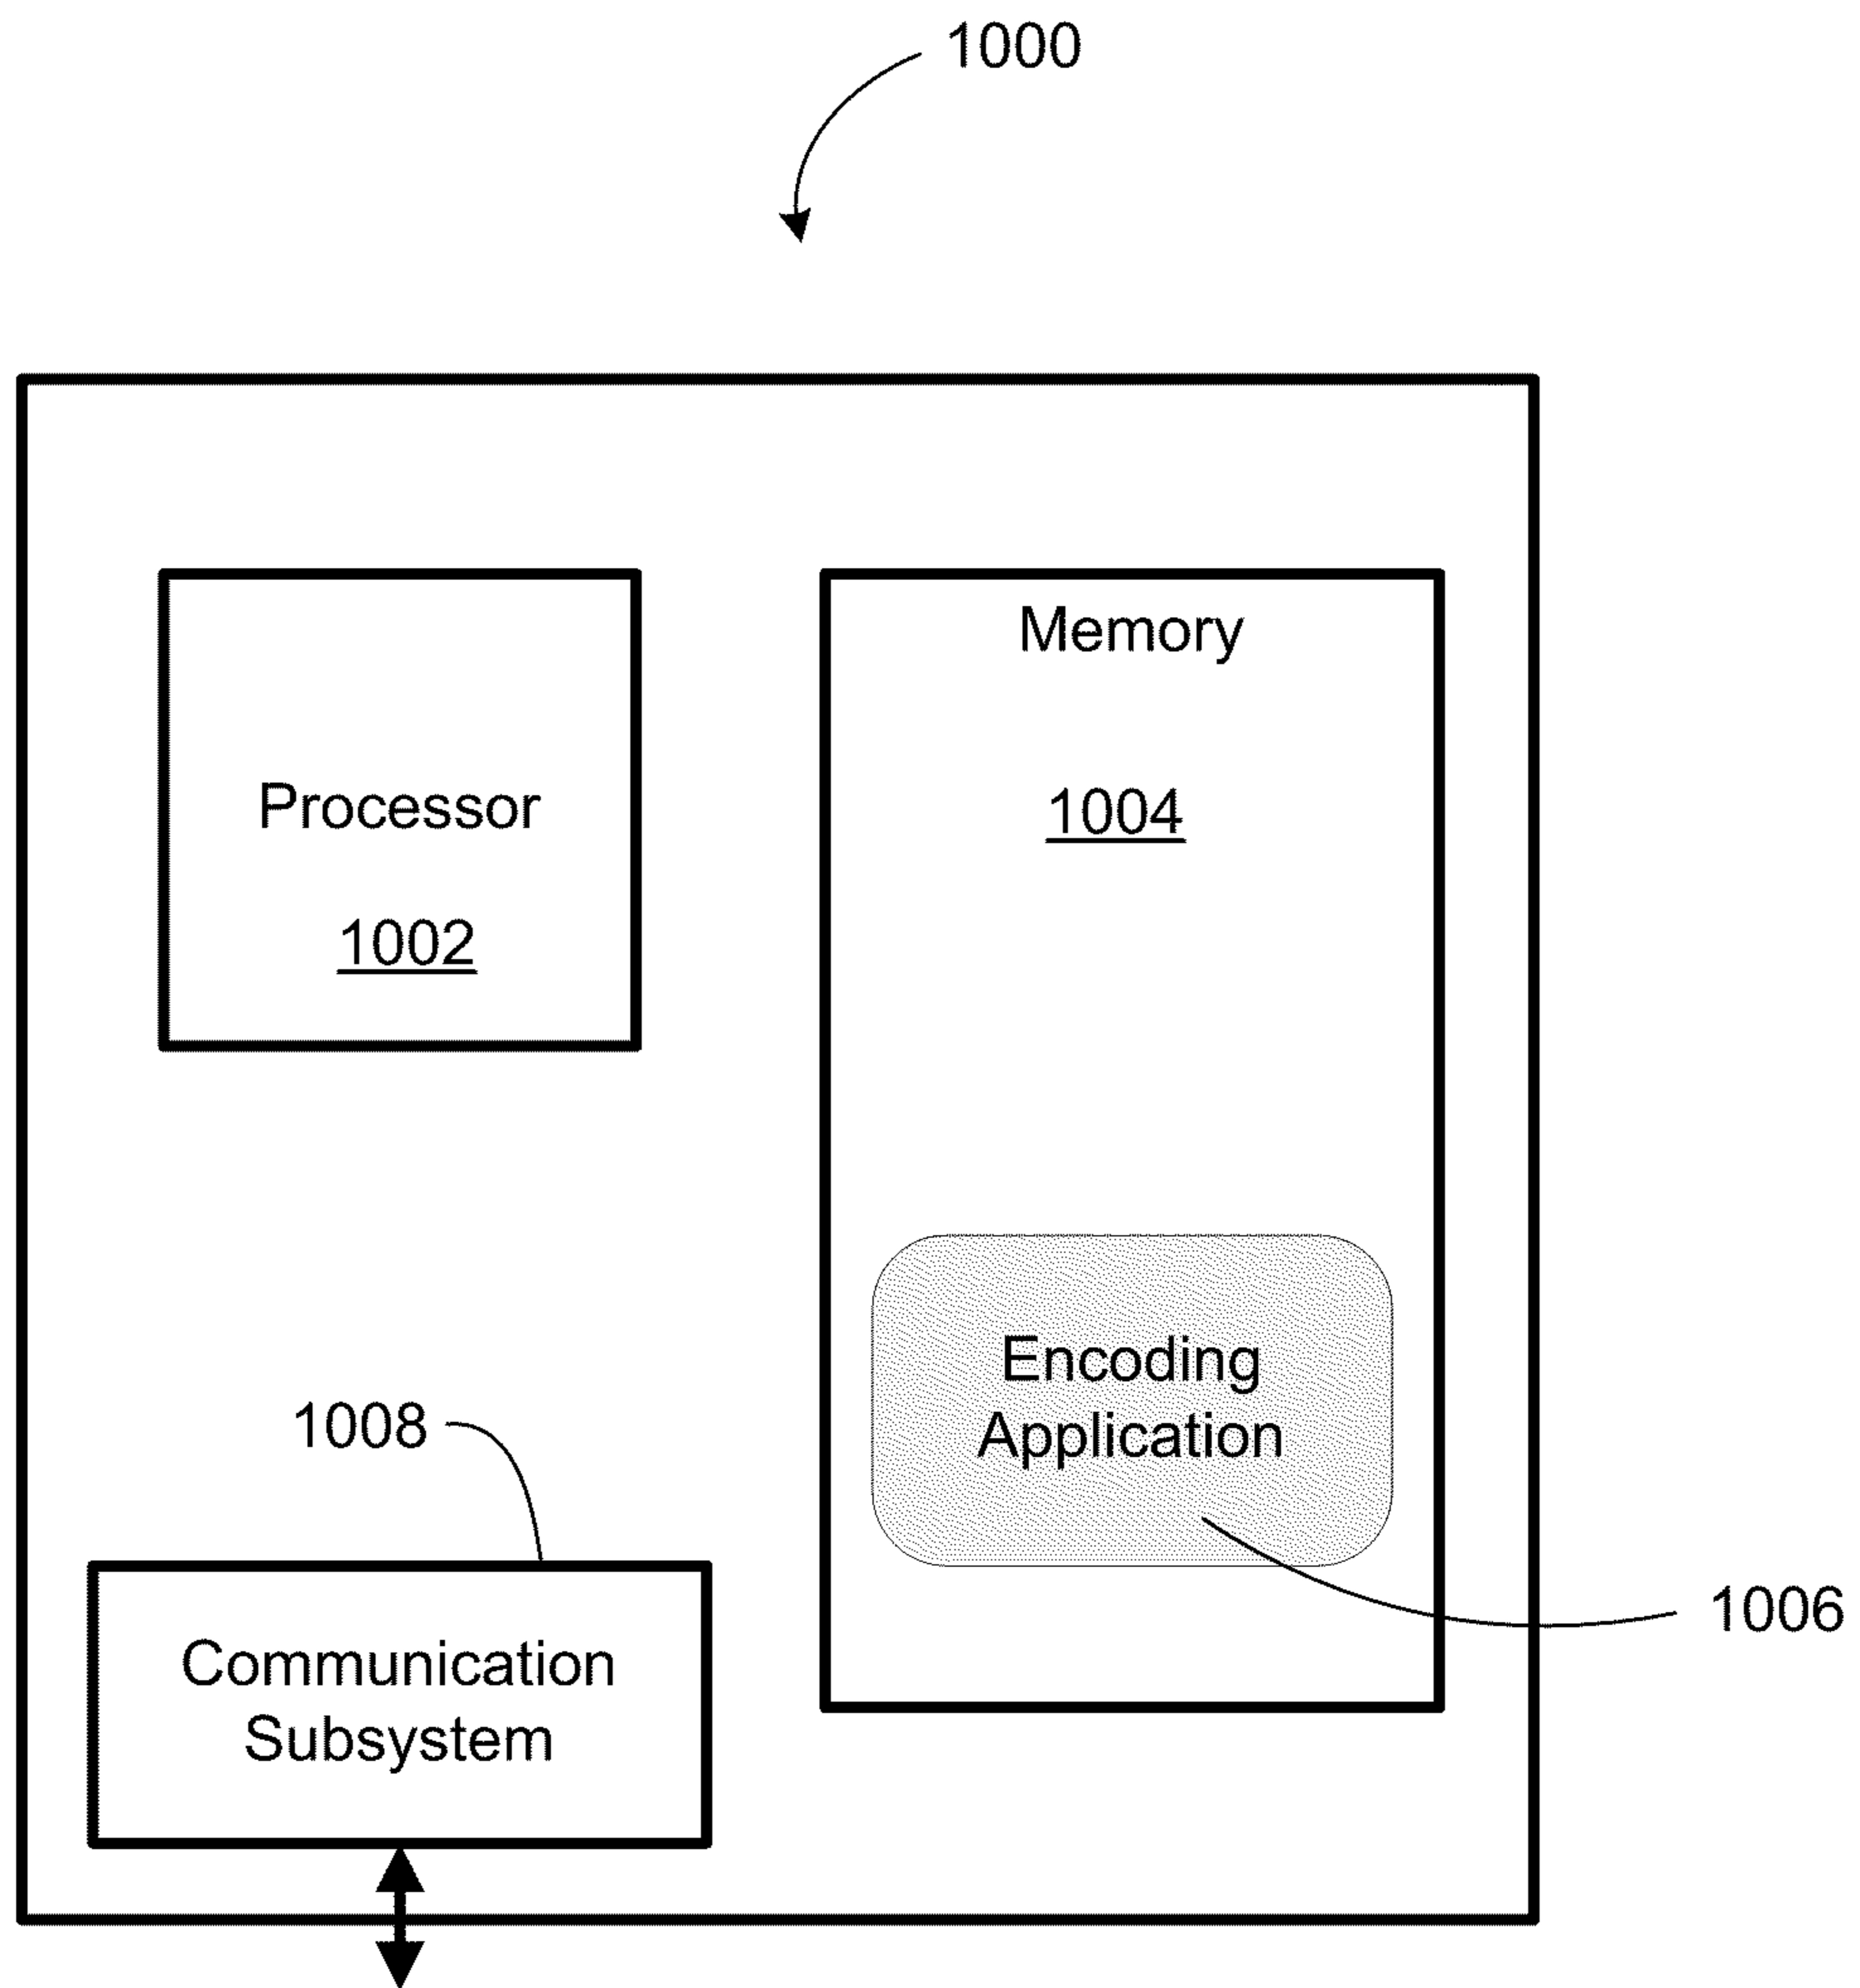 1000
Processor
1002
Memory
1004
Encoding
Application
1006
1008
Communication
Subsystem